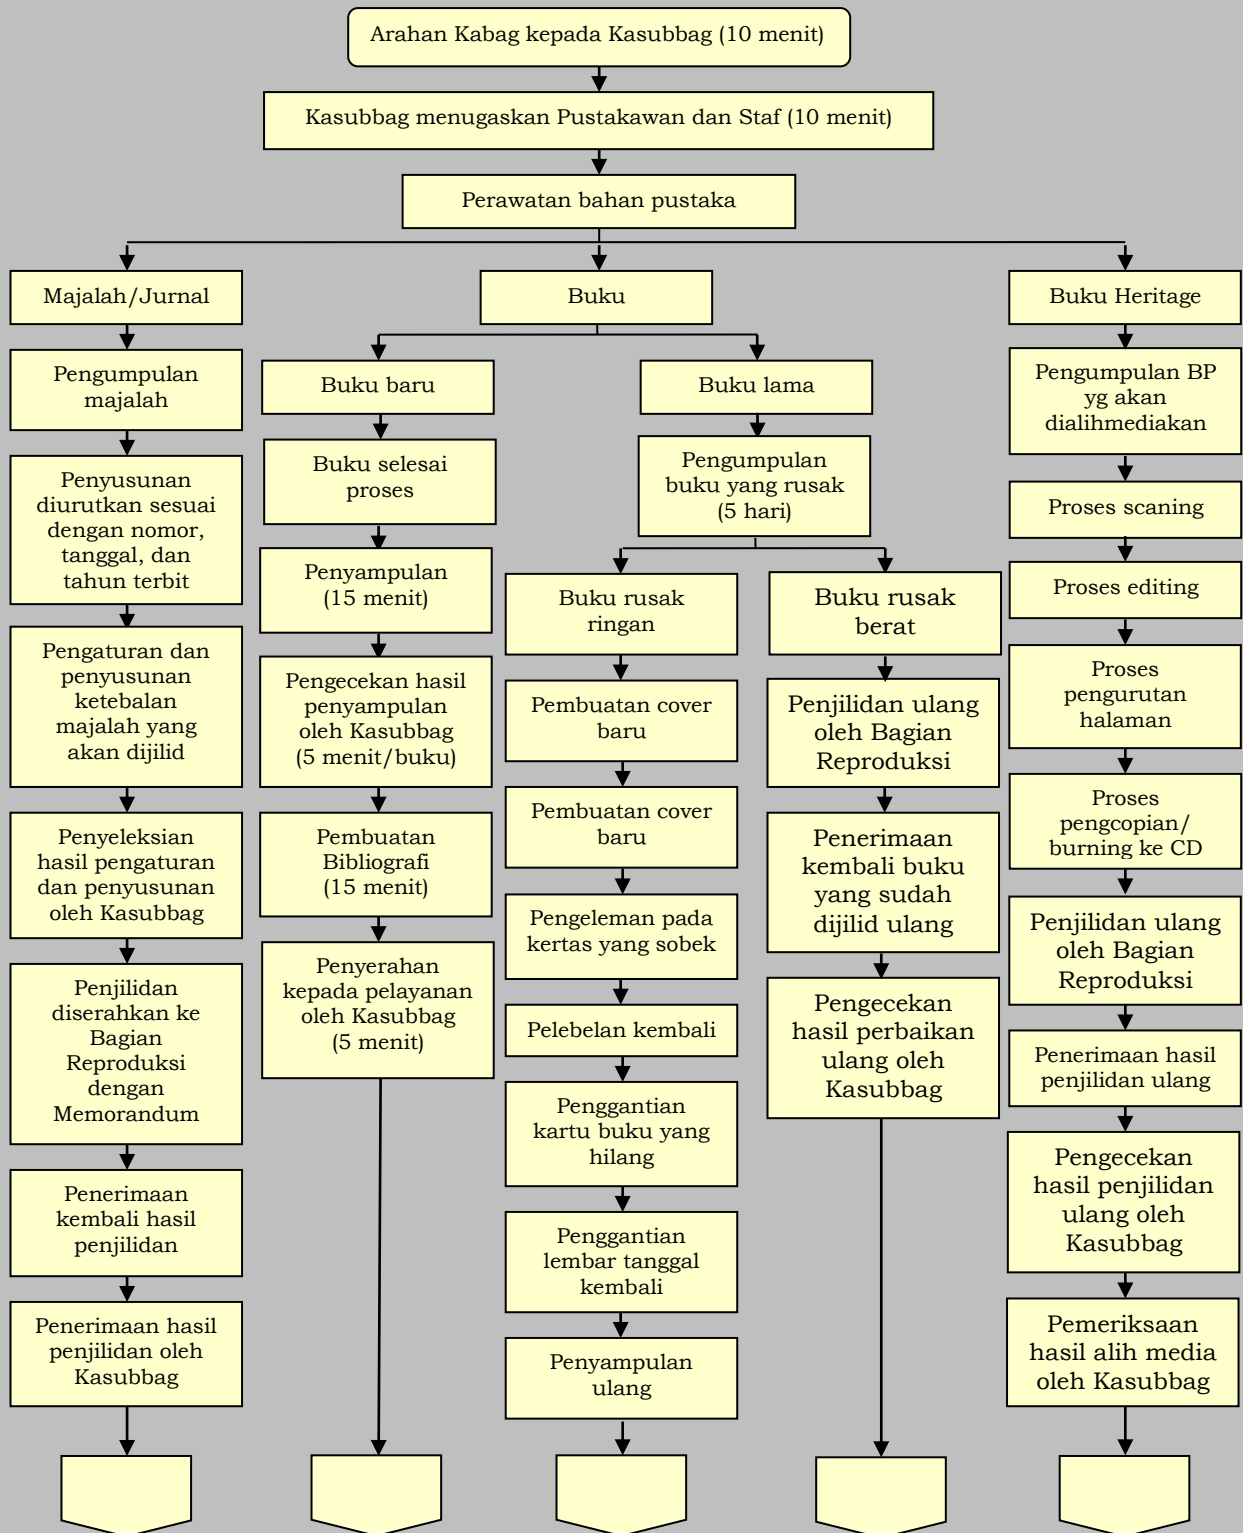 Arahan Kabag kepada Kasubbag (10 menit)
Kasubbag menugaskan Pustakawan dan Staf (10 menit)
Perawatan bahan pustaka
Majalah/Jurnal
Pengumpulan
majalah
Penyusunan
diurutkan sesuai
dengan nomor,
tanggal, dan
tahun terbit
Pengaturan dan
penyusunan
ketebalan
majalah yang
akan dijilid
Penyeleksian
hasil pengaturan
dan penyusunan
oleh Kasubbag
Penjilidan
diserahkan ke
Bagian
Reproduksi
dengan
Memorandum
Penerimaan
kembali hasil
penjilidan
Penerimaan hasil
penjilidan oleh
Kasubbag
Buku
Buku baru
Buku selesai
proses
Penyampulan
(15 menit)
Pengecekan hasil
penyampulan
oleh Kasubbag
(5 menit/buku)
Pembuatan
Bibliografi
(15 menit)
Penyerahan
kepada pelayanan
oleh Kasubbag
(5 menit)
Buku lama
Pengumpulan
buku yang rusak
(5 hari)
Buku rusak
ringan
Pembuatan cover
baru
Pembuatan cover
baru
Pengeleman pada
kertas yang sobek
Pelebelan kembali
Penggantian
kartu buku yang
hilang
Penggantian
lembar tanggal
kembali
Penyampulan
ulang
Buku rusak
berat
Penjilidan ulang
oleh Bagian
Reproduksi
Penerimaan
kembali buku
yang sudah
dijilid ulang
Pengecekan
hasil perbaikan
ulang oleh
Kasubbag
Buku Heritage
Pengumpulan BP
yg akan
dialihmediakan
Proses scaning
Proses editing
Proses
pengurutan
halaman
Proses
pengcopian/
burning ke CD
Penjilidan ulang
oleh Bagian
Reproduksi
Penerimaan hasil
penjilidan ulang
Pengecekan
hasil penjilidan
ulang oleh
Kasubbag
Pemeriksaan
hasil alih media
oleh Kasubbag